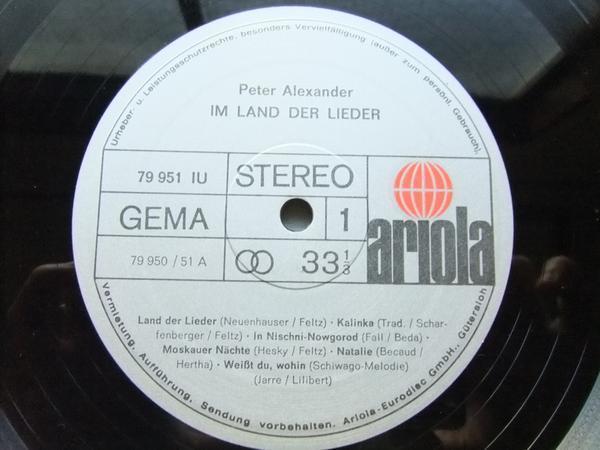 Urheber- u. Leistungsschutzrechte, besonders Vervielfältigung (außer zum persönl. Gebrauch),
Peter Alexander
IM LAND DER LIEDER
79 951 IU
STEREO
GEMA
1
ariola
79 950 / 51 A
33 1/3
Land der Lieder (Neuenhauser / Feltz) · Kalinka (Trad. / Schar-
fenberger / Feltz) · In Nischni-Nowgorod (Fall / Beda) ·
Moskauer Nächte (Hesky / Feltz) · Natalie (Becaud /
Hertha) · Weißt du, wohin (Schiwago-Melodie)
(Jarre / Lilibert)
Vermietung, Aufführung, Sendung vorbehalten. Ariola-Eurodisc GmbH., Gütersloh